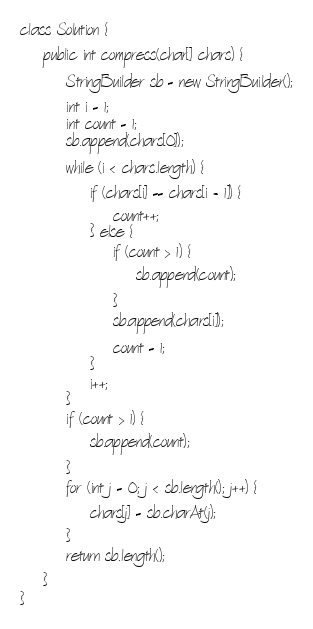 class Solution {
public int compress(char[] chars) {
StringBuilder sb = new StringBuilder();
int i = 1;
int count = 1;
sb.append(chars[0]);
while (i < chars.length) {
if (chars[i] == chars[i - 1]) {
count++;
} else {
if (count > 1) {
sb.append(count);
}
sb.append(chars[i]);
count = 1;
}
i++;
}
if (count > 1) {
sb.append(count);
}
for (int j = 0; j < sb.length(); j++) {
chars[j] = sb.charAt(j);
}
return sb.length();
}
}